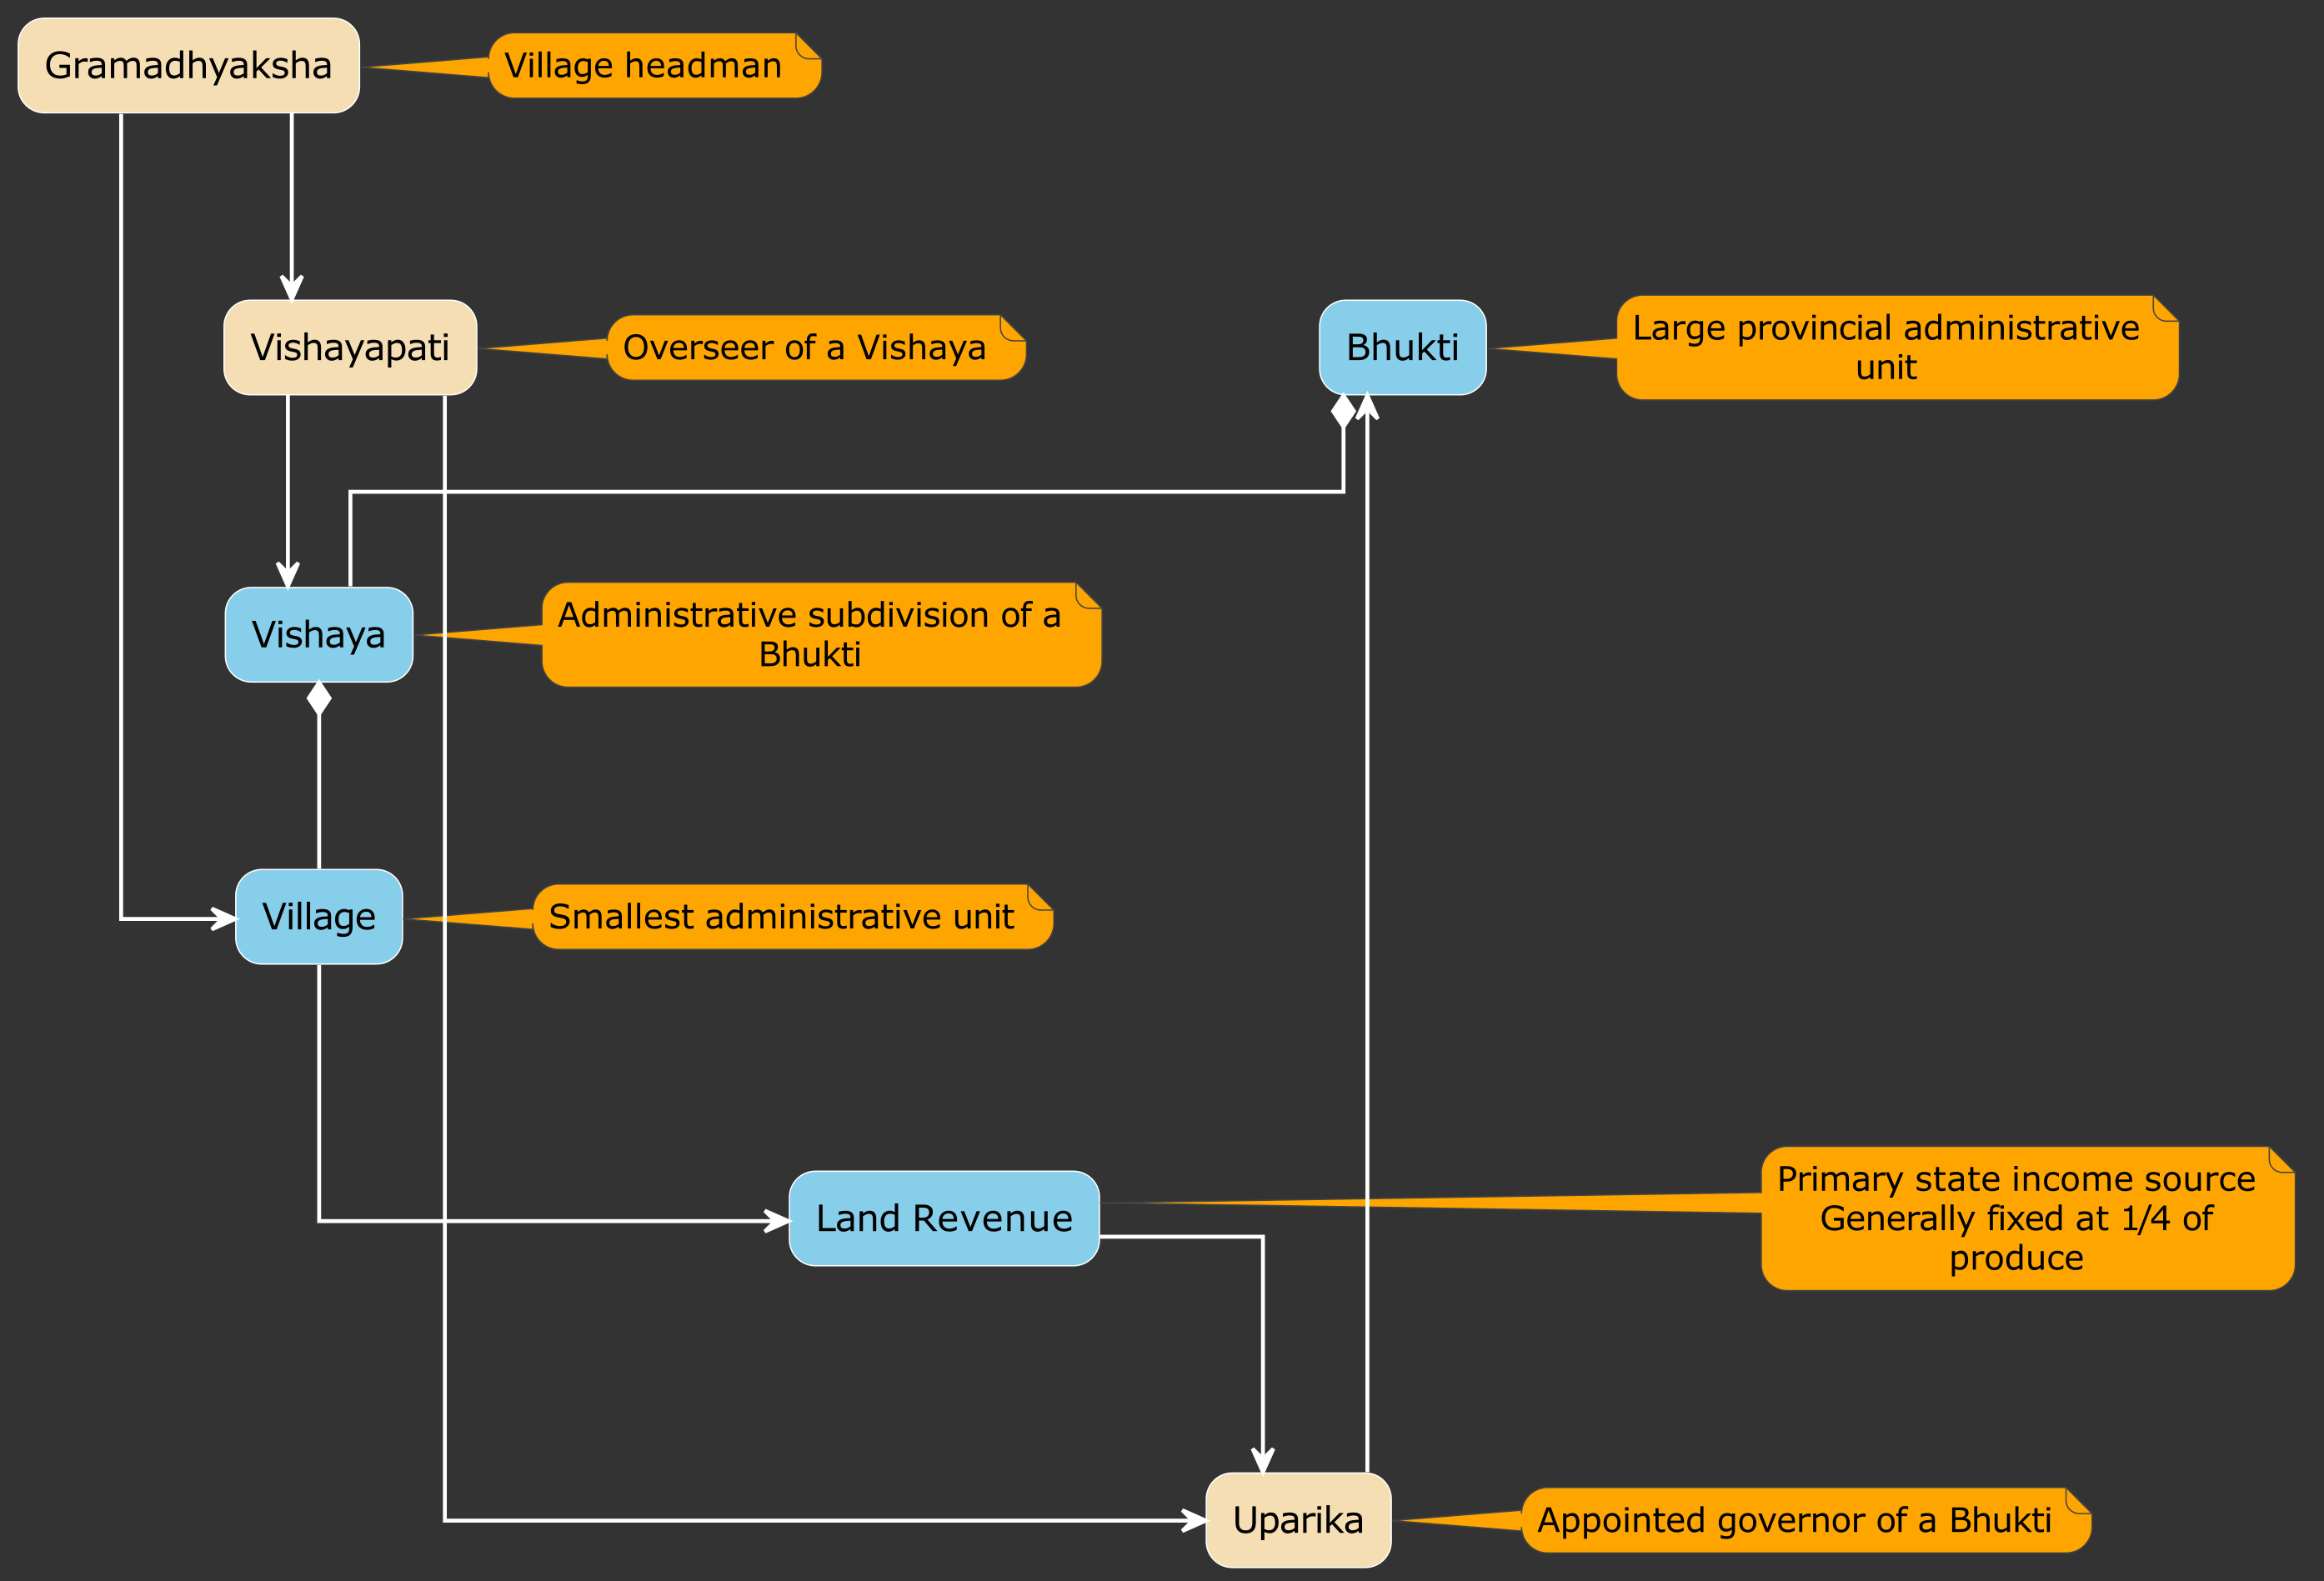 Gramadhyaksha
Village headman
Vishayapati
Overseer of a Vishaya
Bhukti
Large provincial administrative
unit
Vishaya
Administrative subdivision of a
Bhukti
Village
Smallest administrative unit
Land Revenue
Primary state income source
Generally fixed at 1/4 of
produce
Uparika
Appointed governor of a Bhukti